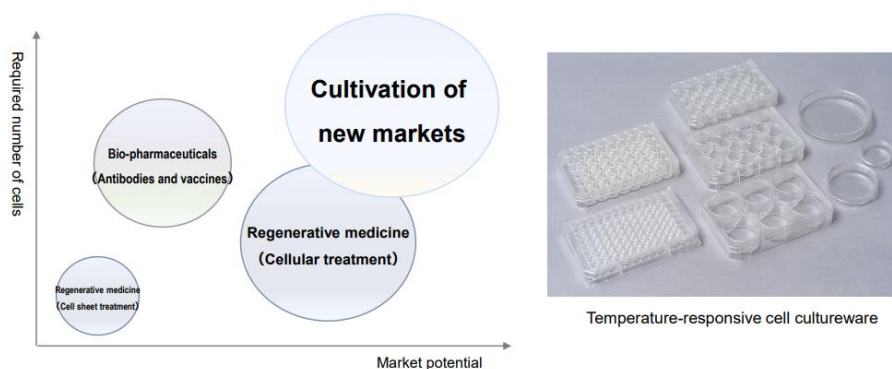 Required number of cells
Cultivation of
new markets
Bio-pharmaceuticals
(Antibodies and vaccines)
Regenerative medicine
(Cellular treatment)
Regenerative medicine
(Cell sheet treatment)
Market potential
Temperature-responsive cell cultureware